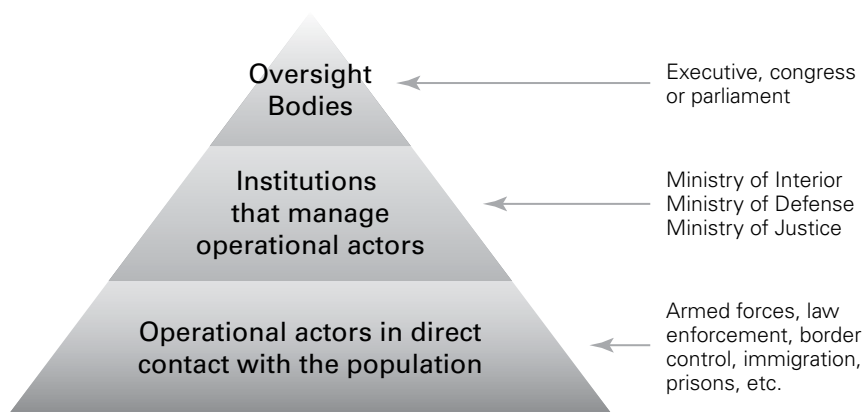 Oversight
Bodies
Executive, congress
or parliament
Institutions
that manage
operational actors
Ministry of Interior
Ministry of Defense
Ministry of Justice
Operational actors in direct
contact with the population
Armed forces, law
enforcement, border
control, immigration,
prisons, etc.